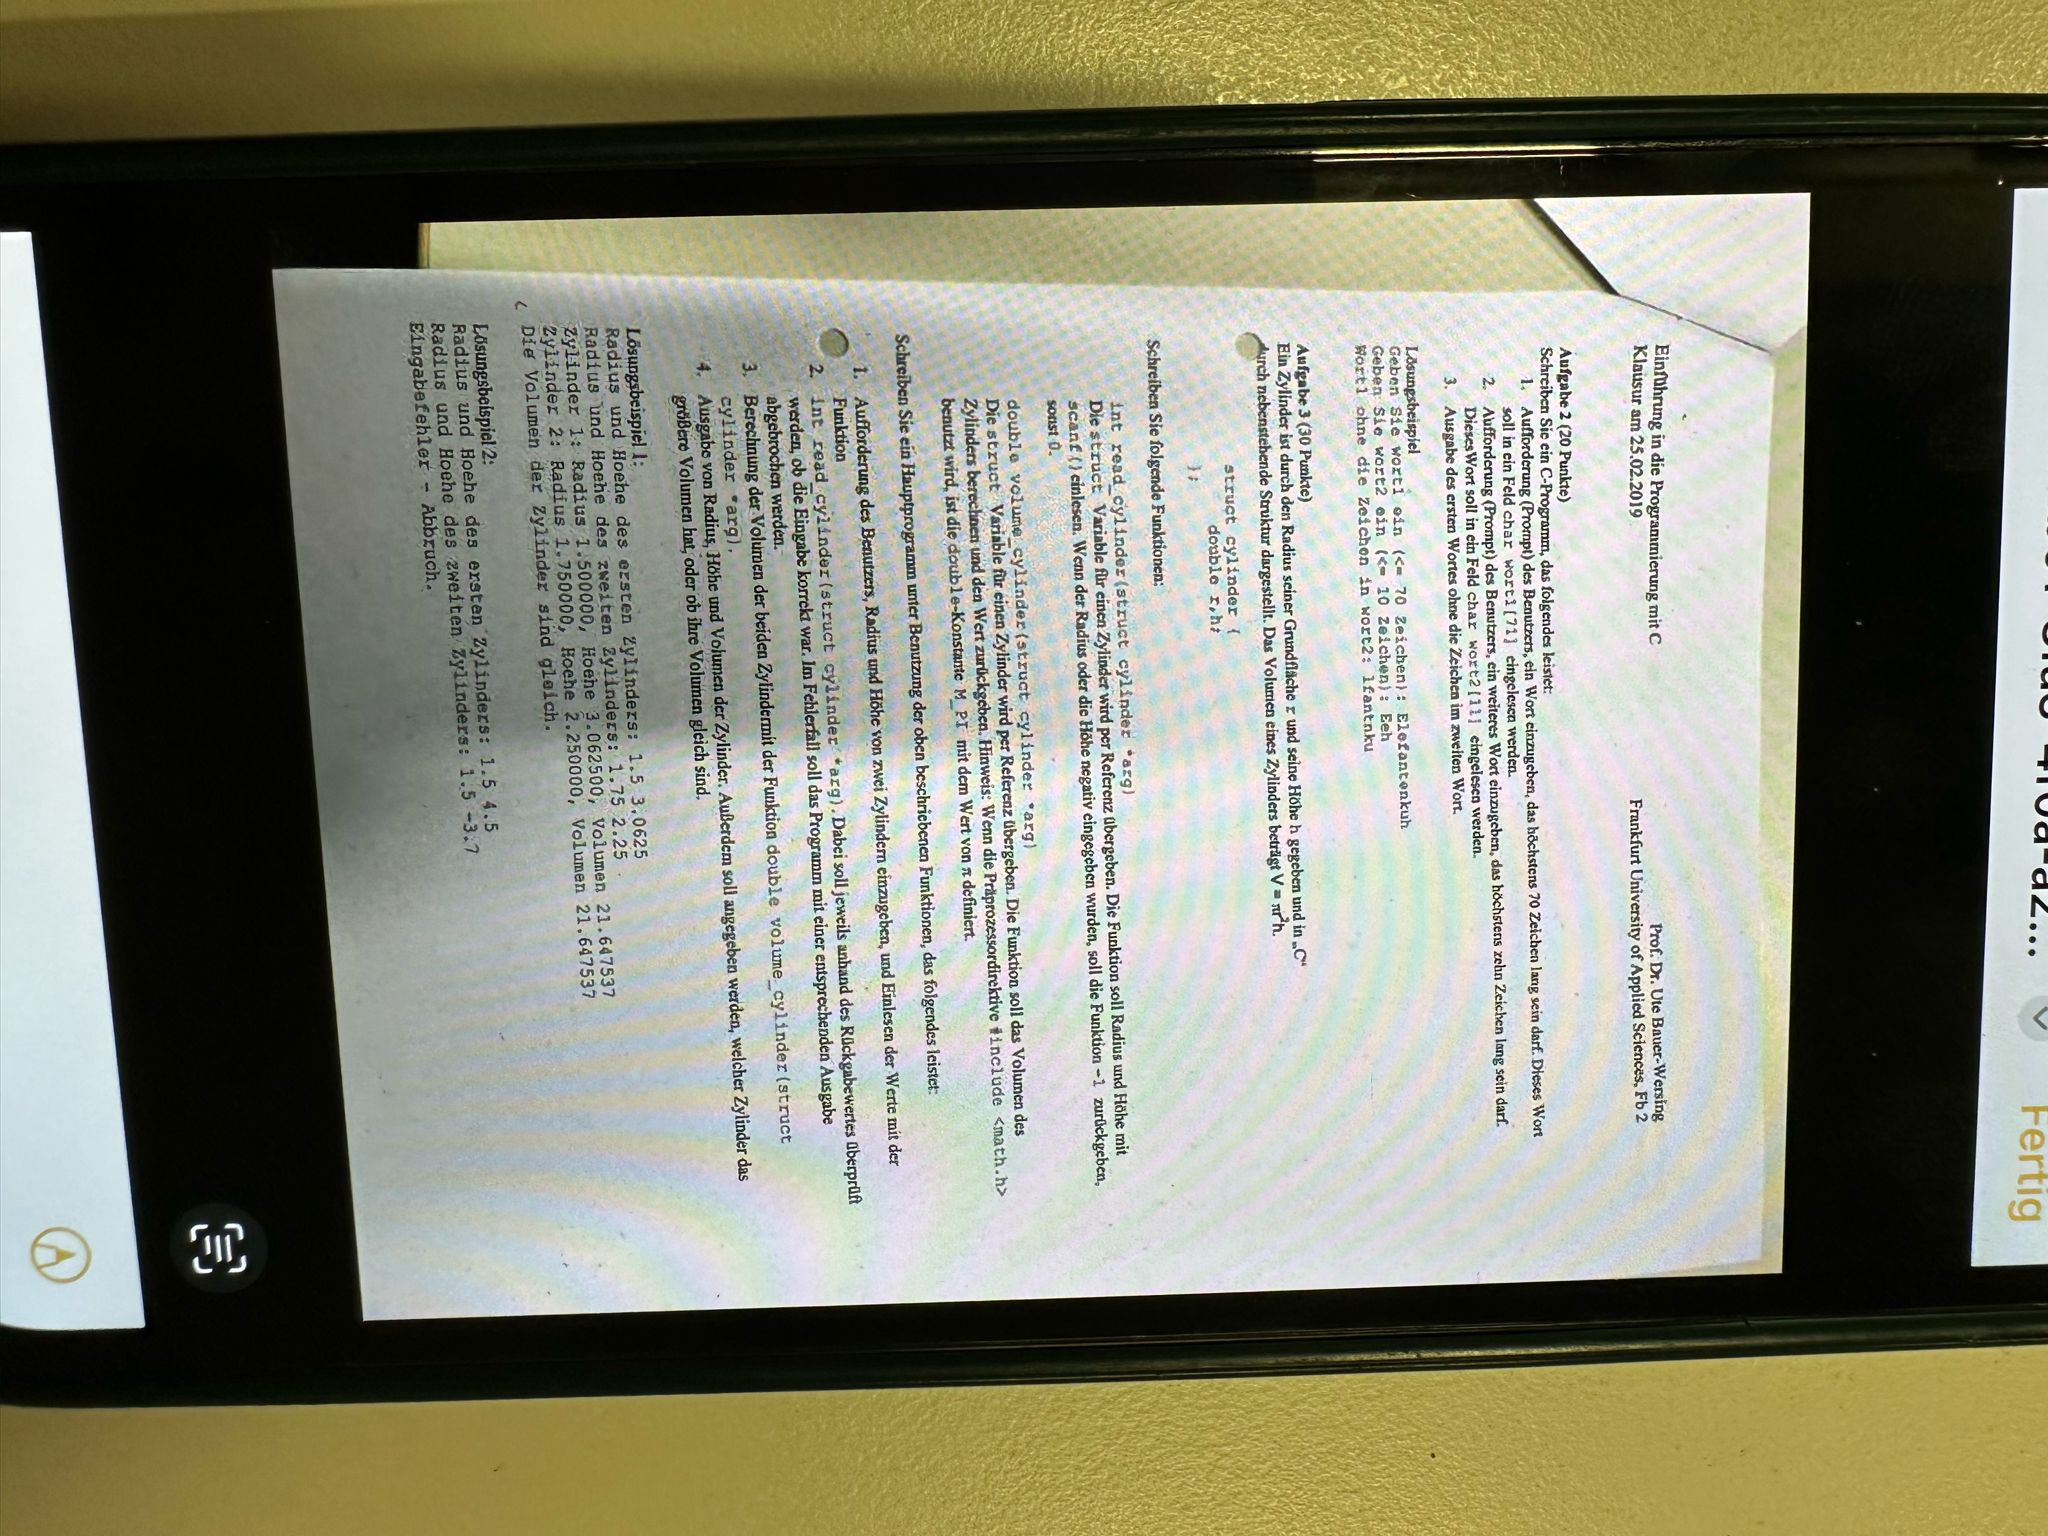 Fertig
Einführung in die Programmierung mit C
Klausur am 25.02.2019
Prof. Dr. Ute Bauer-Wersing
Frankfurt University of Applied Sciences, Fb 2
Aufgabe 2 (20 Punkte)
Schreiben Sie ein C-Programm, das folgendes leistet:
1. Aufforderung (Prompt) des Benutzers, ein Wort einzugeben, das höchstens 70 Zeichen lang sein darf. Dieses Wort
soll in ein Feld char wort1[71] eingelesen werden.
2. Aufforderung (Prompt) des Benutzers, ein weiteres Wort einzugeben, das höchstens zehn Zeichen lang sein darf.
DiesesWort soll in ein Feld char wort2[11] eingelesen werden.
3. Ausgabe des ersten Wortes ohne die Zeichen im zweiten Wort.
Lösungsbeispiel
Geben Sie wort1 ein (<= 70 Zeichen): Elefantenkuh
Geben Sie wort2 ein (<= 10 Zeichen): Eeh
Wort1 ohne die Zeichen in wort2: lfantnku
Aufgabe 3 (30 Punkte)
Ein Zylinder ist durch den Radius seiner Grundfläche r und seine Höhe h gegeben und in „C“
durch nebenstehende Struktur dargestellt. Das Volumen eines Zylinders beträgt V = πr²h.
struct cylinder {
double r,h;
};
Schreiben Sie folgende Funktionen:
int read_cylinder(struct cylinder *arg)
Die struct Variable für einen Zylinder wird per Referenz übergeben. Die Funktion soll Radius und Höhe mit
scanf() einlesen. Wenn der Radius oder die Höhe negativ eingegeben wurden, soll die Funktion -1 zurückgeben,
sonst 0.
double volume_cylinder(struct cylinder *arg)
Die struct Variable für einen Zylinder wird per Referenz übergeben. Die Funktion soll das Volumen des
Zylinders berechnen und den Wert zurückgeben. Hinweis: Wenn die Präprozessordirektive #include <math.h>
benutzt wird, ist die double-Konstante M_PI mit dem Wert von π definiert.
Schreiben Sie ein Hauptprogramm unter Benutzung der oben beschriebenen Funktionen, das folgendes leistet:
1. Aufforderung des Benutzers, Radius und Höhe von zwei Zylindern einzugeben, und Einlesen der Werte mit der
Funktion
2. int read_cylinder(struct cylinder *arg). Dabei soll jeweils anhand des Rückgabewertes überprüft
werden, ob die Eingabe korrekt war. Im Fehlerfall soll das Programm mit einer entsprechenden Ausgabe
abgebrochen werden.
3. Berechnung der Volumen der beiden Zylindermit der Funktion double volume_cylinder(struct
cylinder *arg).
4. Ausgabe von Radius, Höhe und Volumen der Zylinder. Außerdem soll angegeben werden, welcher Zylinder das
größere Volumen hat, oder ob ihre Volumen gleich sind.
Lösungsbeispiel 1:
Radius und Hoehe des ersten Zylinders: 1.5 3.0625
Radius und Hoehe des zweiten Zylinders: 1.75 2.25
Zylinder 1: Radius 1.500000, Hoehe 3.062500, Volumen 21.647537
Zylinder 2: Radius 1.750000, Hoehe 2.250000, Volumen 21.647537
Die Volumen der Zylinder sind gleich.
Lösungsbeispiel 2:
Radius und Hoehe des ersten Zylinders: 1.5 4.5
Radius und Hoehe des zweiten Zylinders: 1.5 -3.7
Eingabefehler - Abbruch.